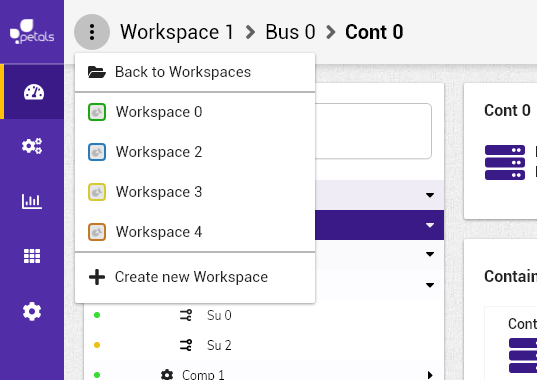 petals
Workspace 1 > Bus 0 > Cont 0
Back to Workspaces
Workspace 0
Workspace 2
Workspace 3
Workspace 4
Create new Workspace
Su 0
Su 2
Comp 1
Cont 0
Contain
Cont